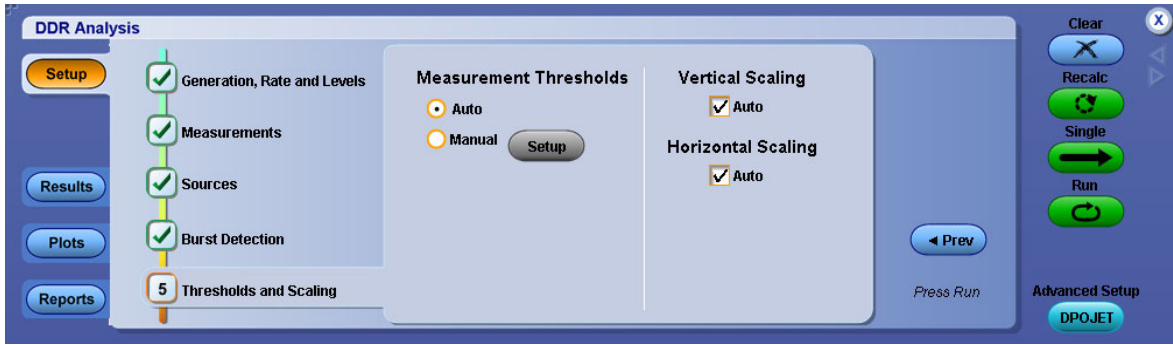 DDR Analysis
Setup
Results
Plots
Reports
Generation, Rate and Levels
Measurements
Sources
Burst Detection
5 Thresholds and Scaling
Measurement Thresholds
Auto
Manual
Setup
Vertical Scaling
Auto
Horizontal Scaling
Auto
◄ Prev
Press Run
Clear
X
Recalc
Single
Run
Advanced Setup
DPOJET